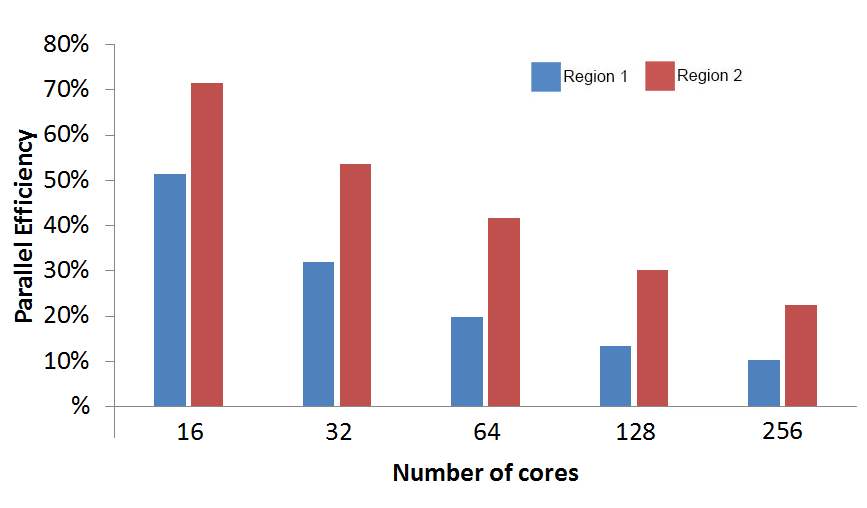 80%
70%
60%
50%
40%
30%
20%
10%
%
Parallel Efficiency
Region 1
Region 2
16 32 64 128 256
Number of cores